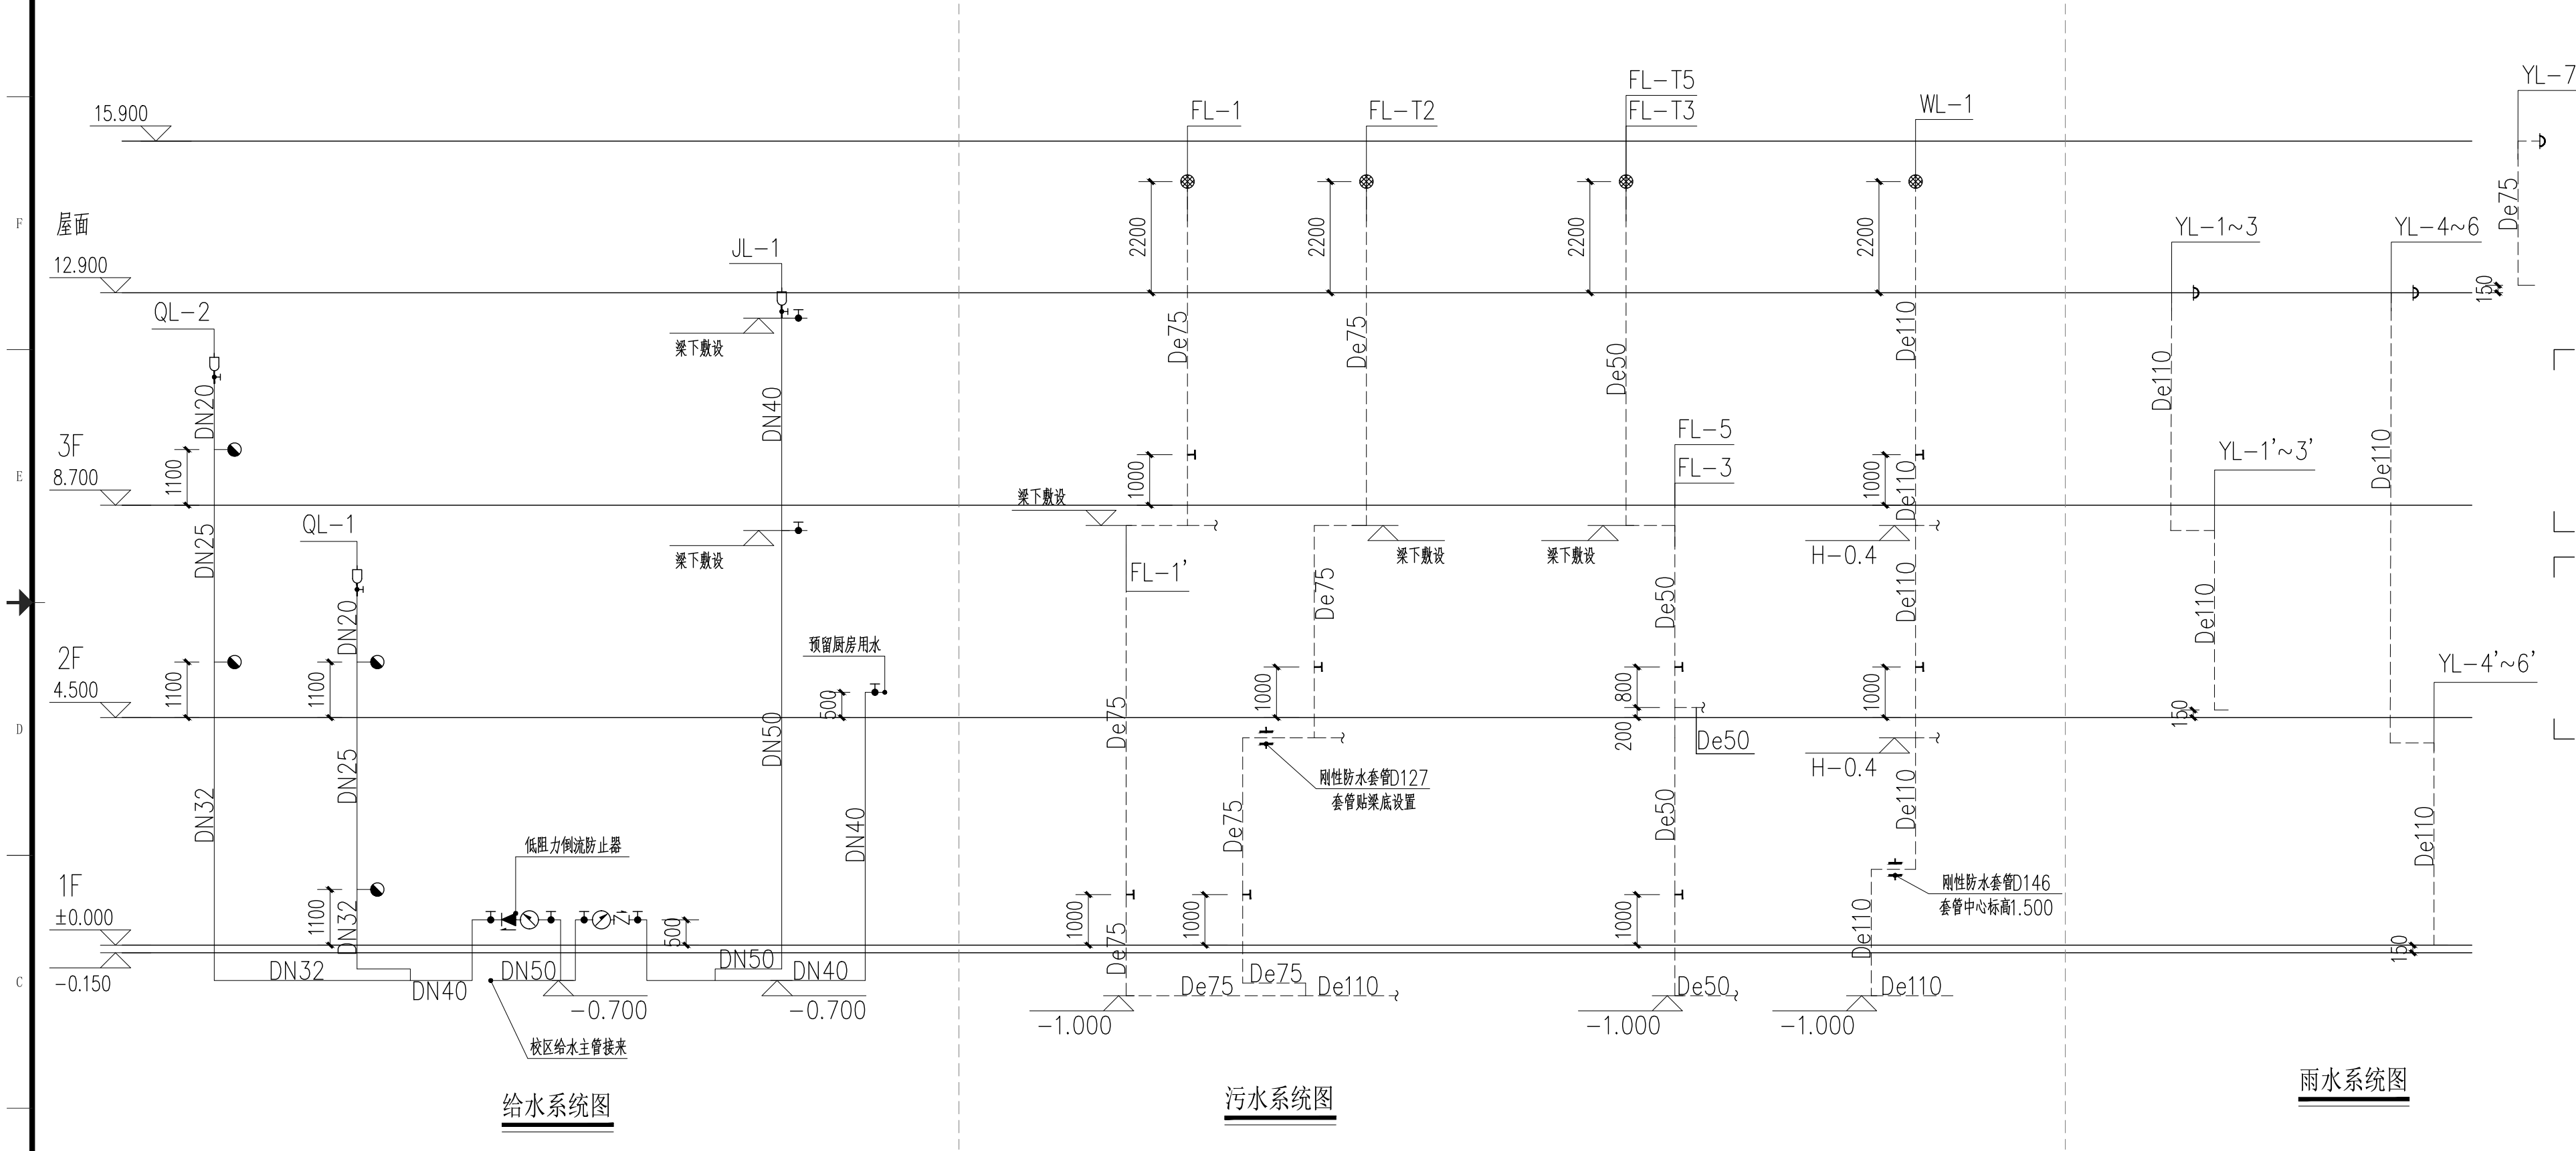 15.900
屋面
12.900
3F
8.700
2F
4.500
1F
±0.000
-0.150
F
E
D
C
QL-2
DN20
1100
DN25
1100
DN32
QL-1
DN20
1100
DN25
1100
DN32
DN32
DN40
低阻力倒流防止器
DN50
-0.700
校区给水主管接来
500
JL-1
梁下敷设
DN40
梁下敷设
DN50
DN50
预留厨房用水
500
DN40
DN40
-0.700
给水系统图
FL-1
2200
De75
1000
梁下敷设
FL-1'
De75
1000
De75
De75
-1.000
FL-T2
2200
De75
梁下敷设
De75
1000
刚性防水套管D127
套管贴梁底设置
De75
1000
De75
De110
FL-T5
FL-T3
2200
De50
梁下敷设
FL-5
FL-3
De50
800
200
De50
De50
1000
De50
-1.000
WL-1
2200
De110
1000
De110
H-0.4
De110
1000
H-0.4
De110
刚性防水套管D146
套管中心标高1.500
De110
De110
-1.000
污水系统图
YL-1~3
De110
YL-1'~3'
De110
150
YL-4~6
De110
YL-4'~6'
De110
150
YL-7
De75
150
雨水系统图